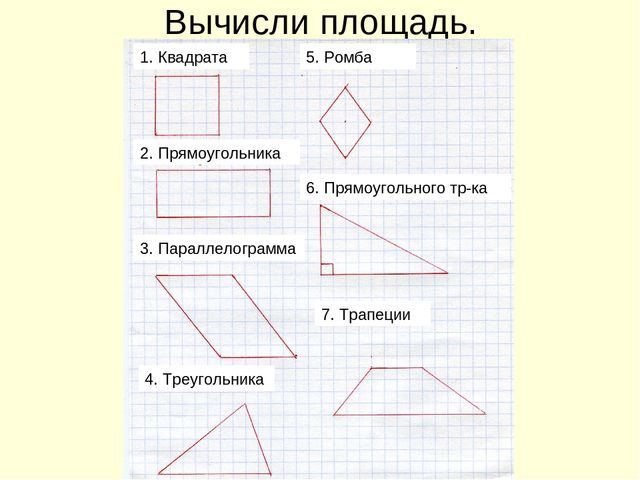 Вычисли площадь.
1. Квадрата
5. Ромба
2. Прямоугольника
6. Прямоугольного тр-ка
3. Параллелограмма
7. Трапеции
4. Треугольника